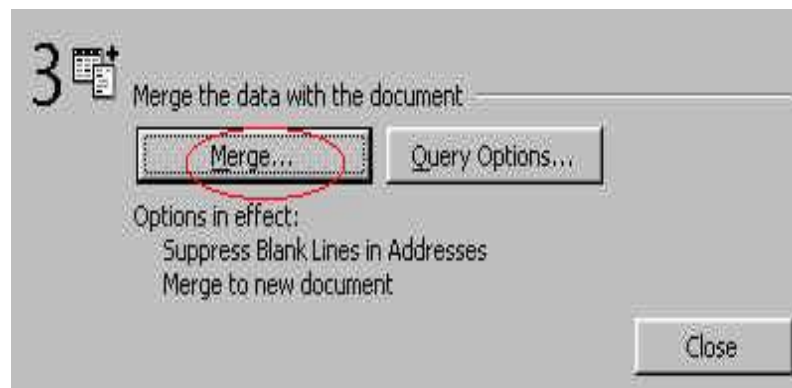 3
Merge the data with the document
Merge... Query Options...
Options in effect:
Suppress Blank Lines in Addresses
Merge to new document
Close